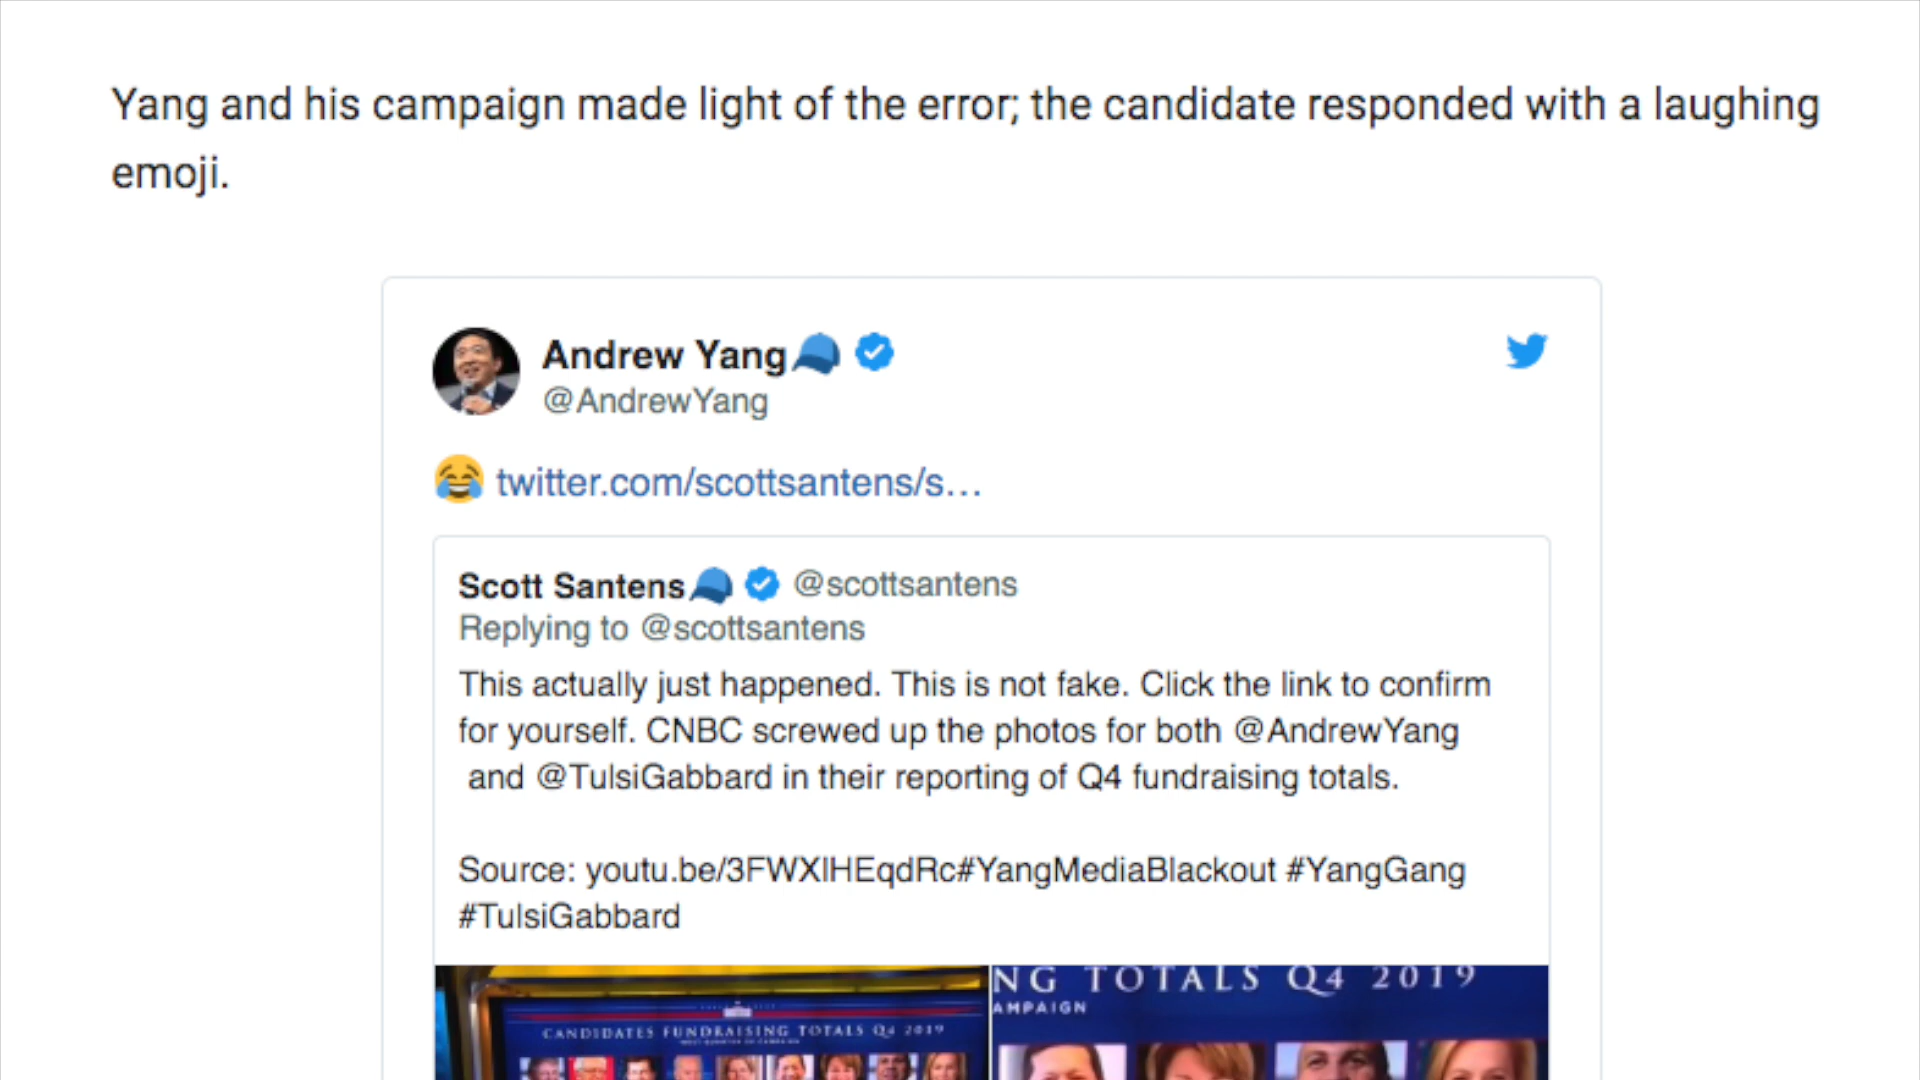 Yang and his campaign made light of the error; the candidate responded with a laughing
emoji.
Andrew Yang
@AndrewYang
twitter.com/scottsantens/s...
Scott Santens @scottsantens
Replying to @scottsantens
This actually just happened. This is not fake. Click the link to confirm
for yourself. CNBC screwed up the photos for both @AndrewYang
and @TulsiGabbard in their reporting of Q4 fundraising totals.
Source: youtu.be/3FWXlHEqdRc#YangMediaBlackout #YangGang
#TulsiGabbard
CANDIDATES FUNDRAISING TOTALS Q4 2019
NG TOTALS Q4 2019
AMPAIGN